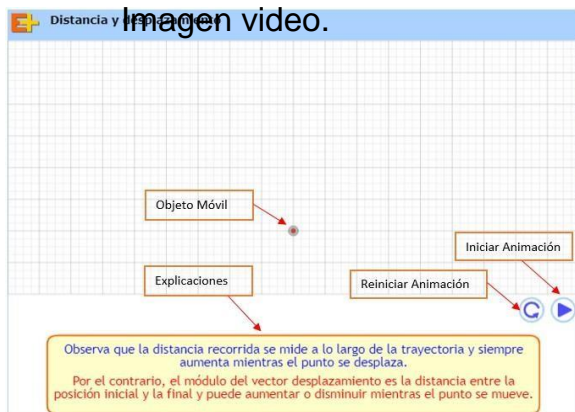 Imagen video.
E+ Distancia y desplazamiento
Objeto Móvil
Iniciar Animación
Explicaciones
Reiniciar Animación
Observa que la distancia recorrida se mide a lo largo de la trayectoria y siempre
aumenta mientras el punto se desplaza.
Por el contrario, el módulo del vector desplazamiento es la distancia entre la
posición inicial y la final y puede aumentar o disminuir mientras el punto se mueve.